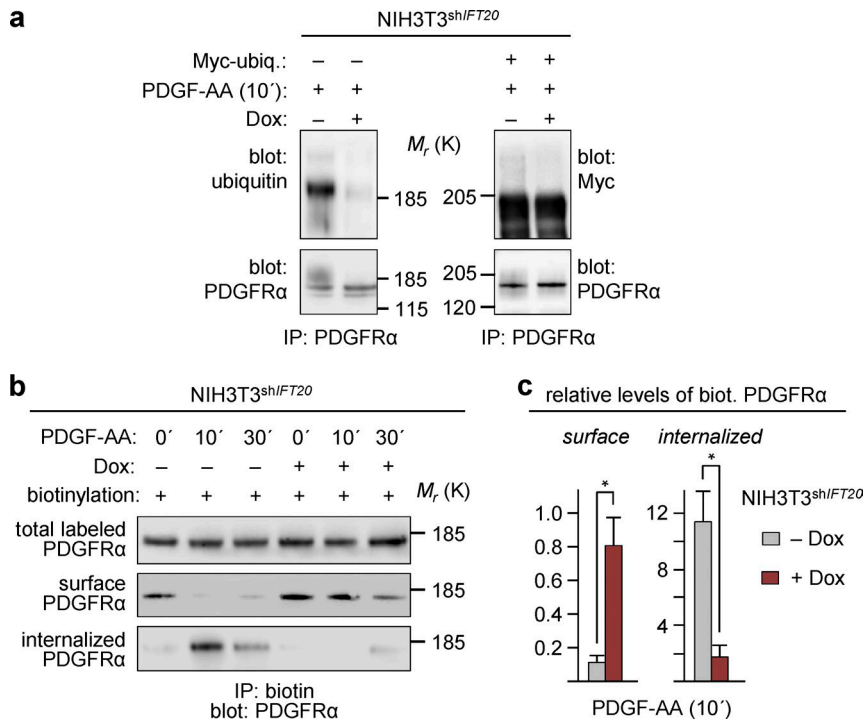 a
NIH3T3shIFT20
Myc-ubiq.: – – + +
PDGF-AA (10´): + + + +
Dox: – + – +
blot:
ubiquitin
Mr (K)
185
205
blot:
Myc
blot:
PDGFRα
185
115
205
120
blot:
PDGFRα
IP: PDGFRα
IP: PDGFRα
b
NIH3T3shIFT20
PDGF-AA: 0´ 10´ 30´ 0´ 10´ 30´
Dox: – – – + + +
biotinylation: + + + + + +
Mr (K)
total labeled
PDGFRα
185
surface
PDGFRα
185
internalized
PDGFRα
185
IP: biotin
blot: PDGFRα
c
relative levels of biot. PDGFRα
surface
internalized
*
*
1.0
0.8
0.6
0.4
0.2
12
10
6
2
NIH3T3shIFT20
– Dox
+ Dox
PDGF-AA (10´)